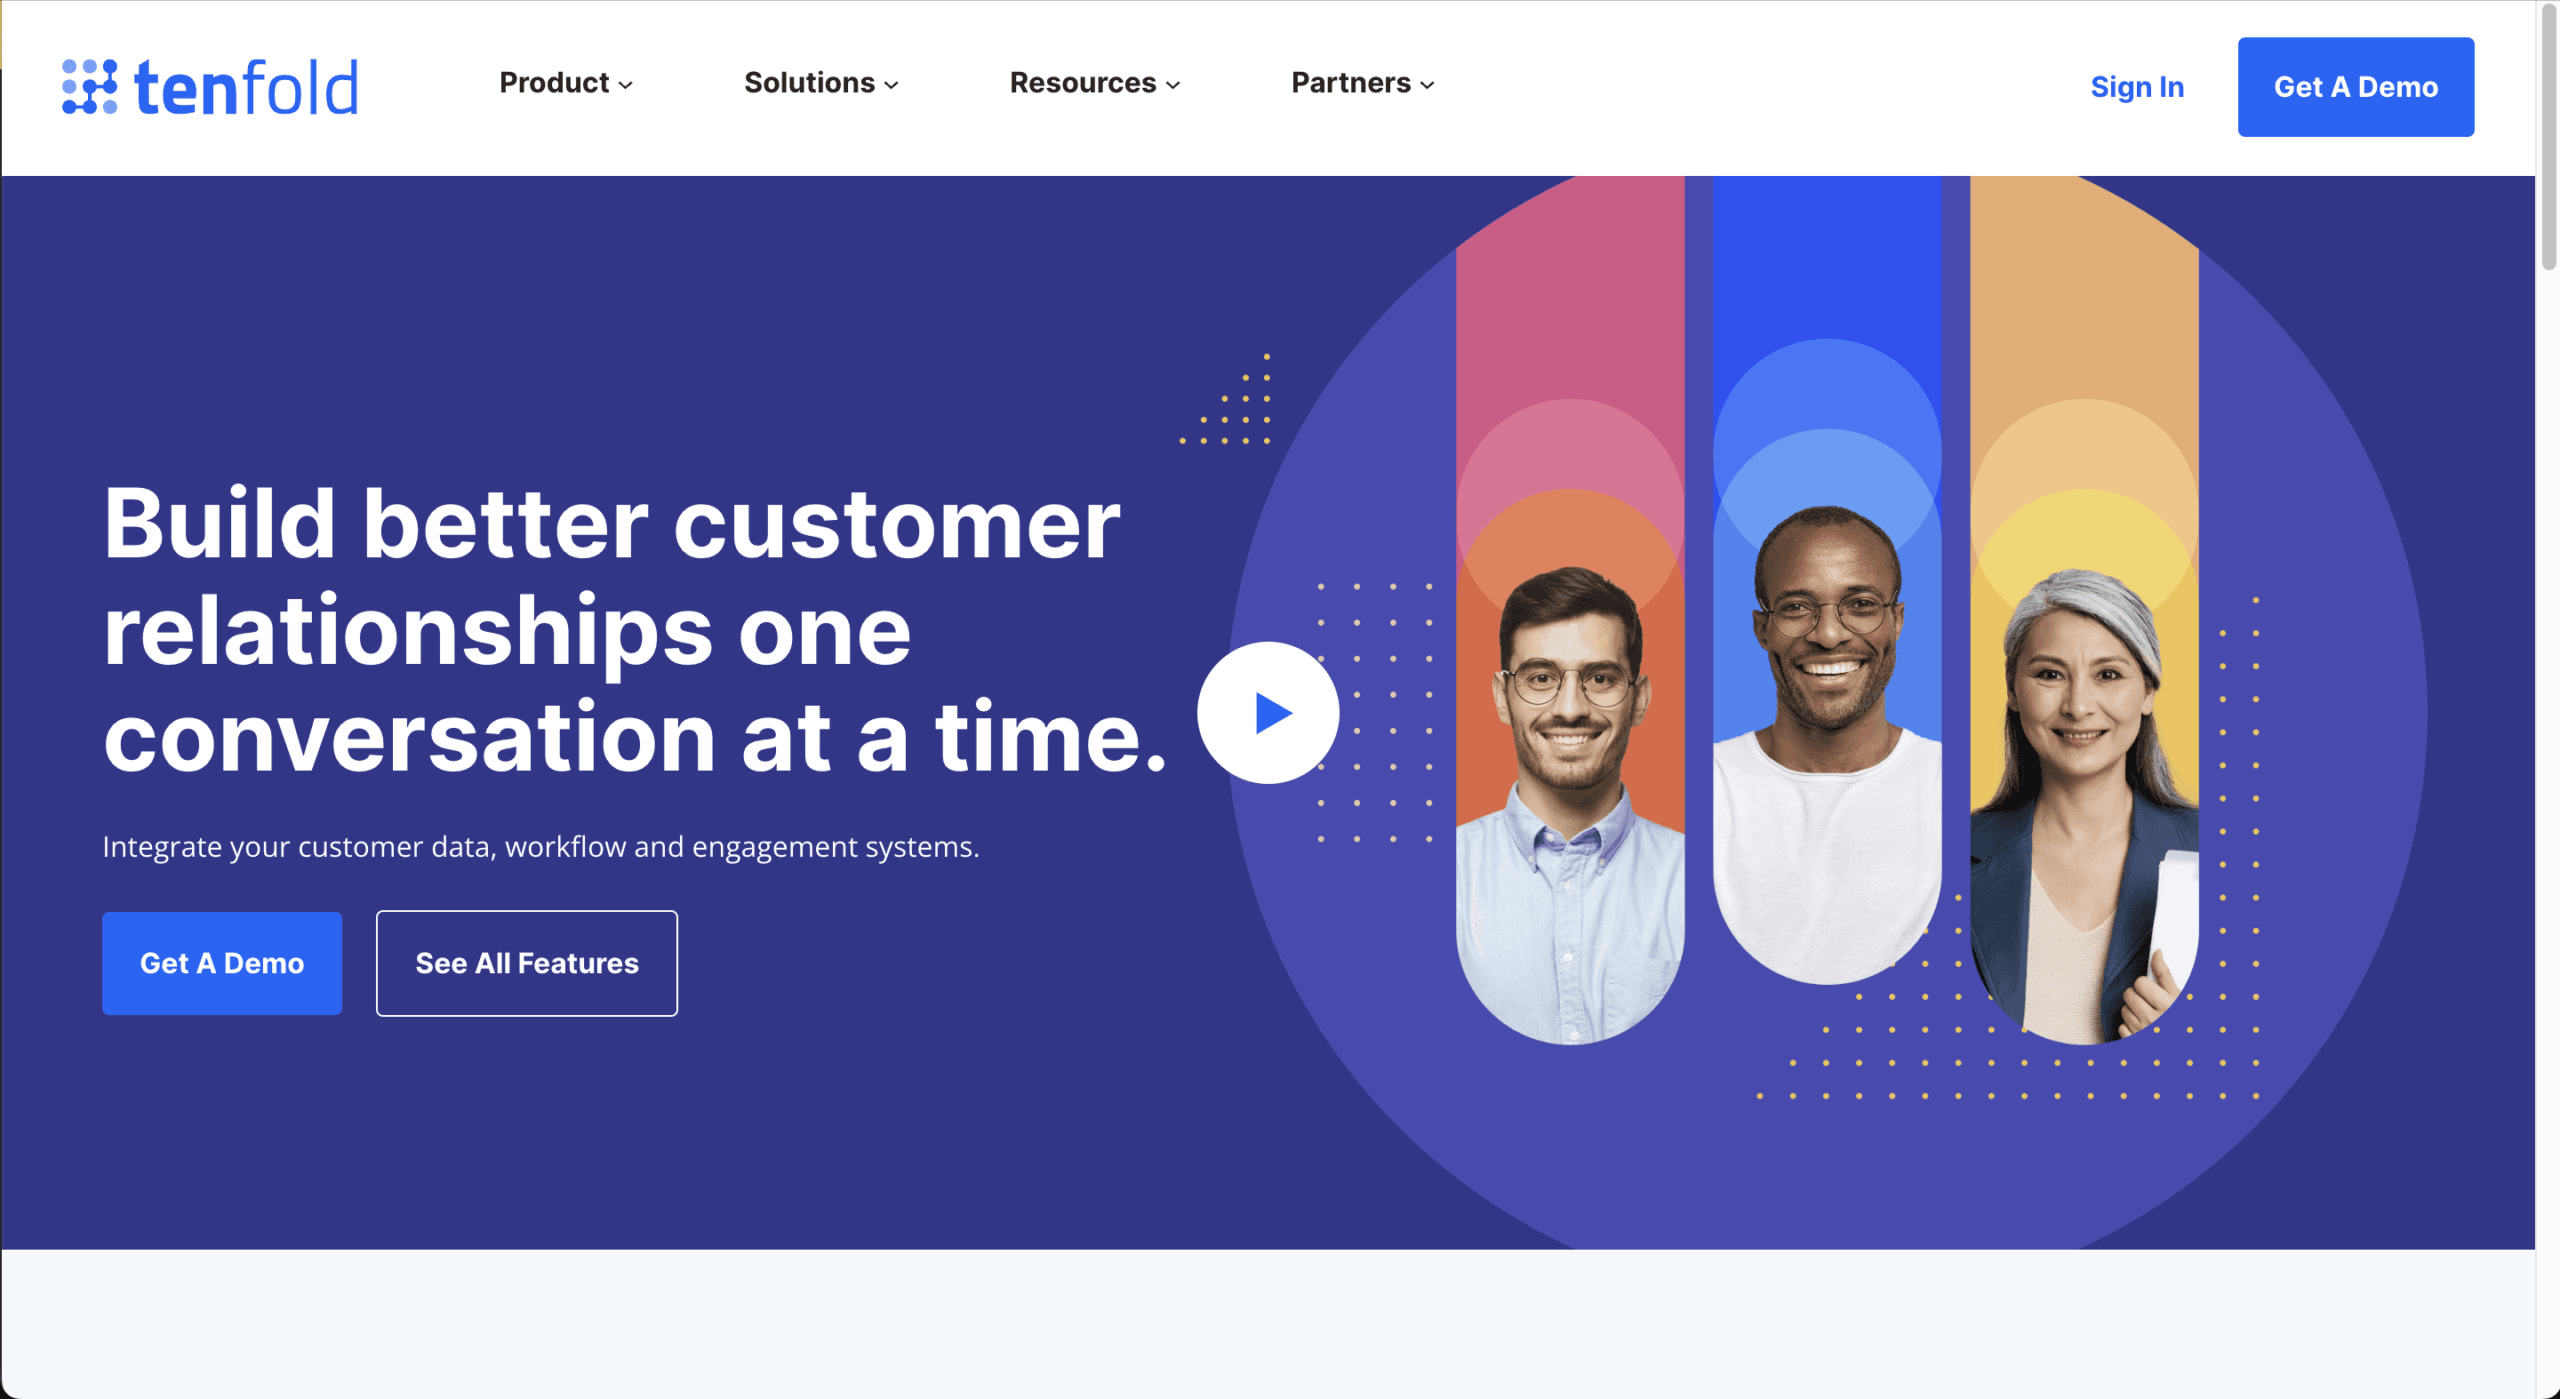 tenfold
Product
Solutions
Resources
Partners
Sign In
Get A Demo
Build better customer
relationships one
conversation at a time.
Integrate your customer data, workflow and engagement systems.
Get A Demo
See All Features